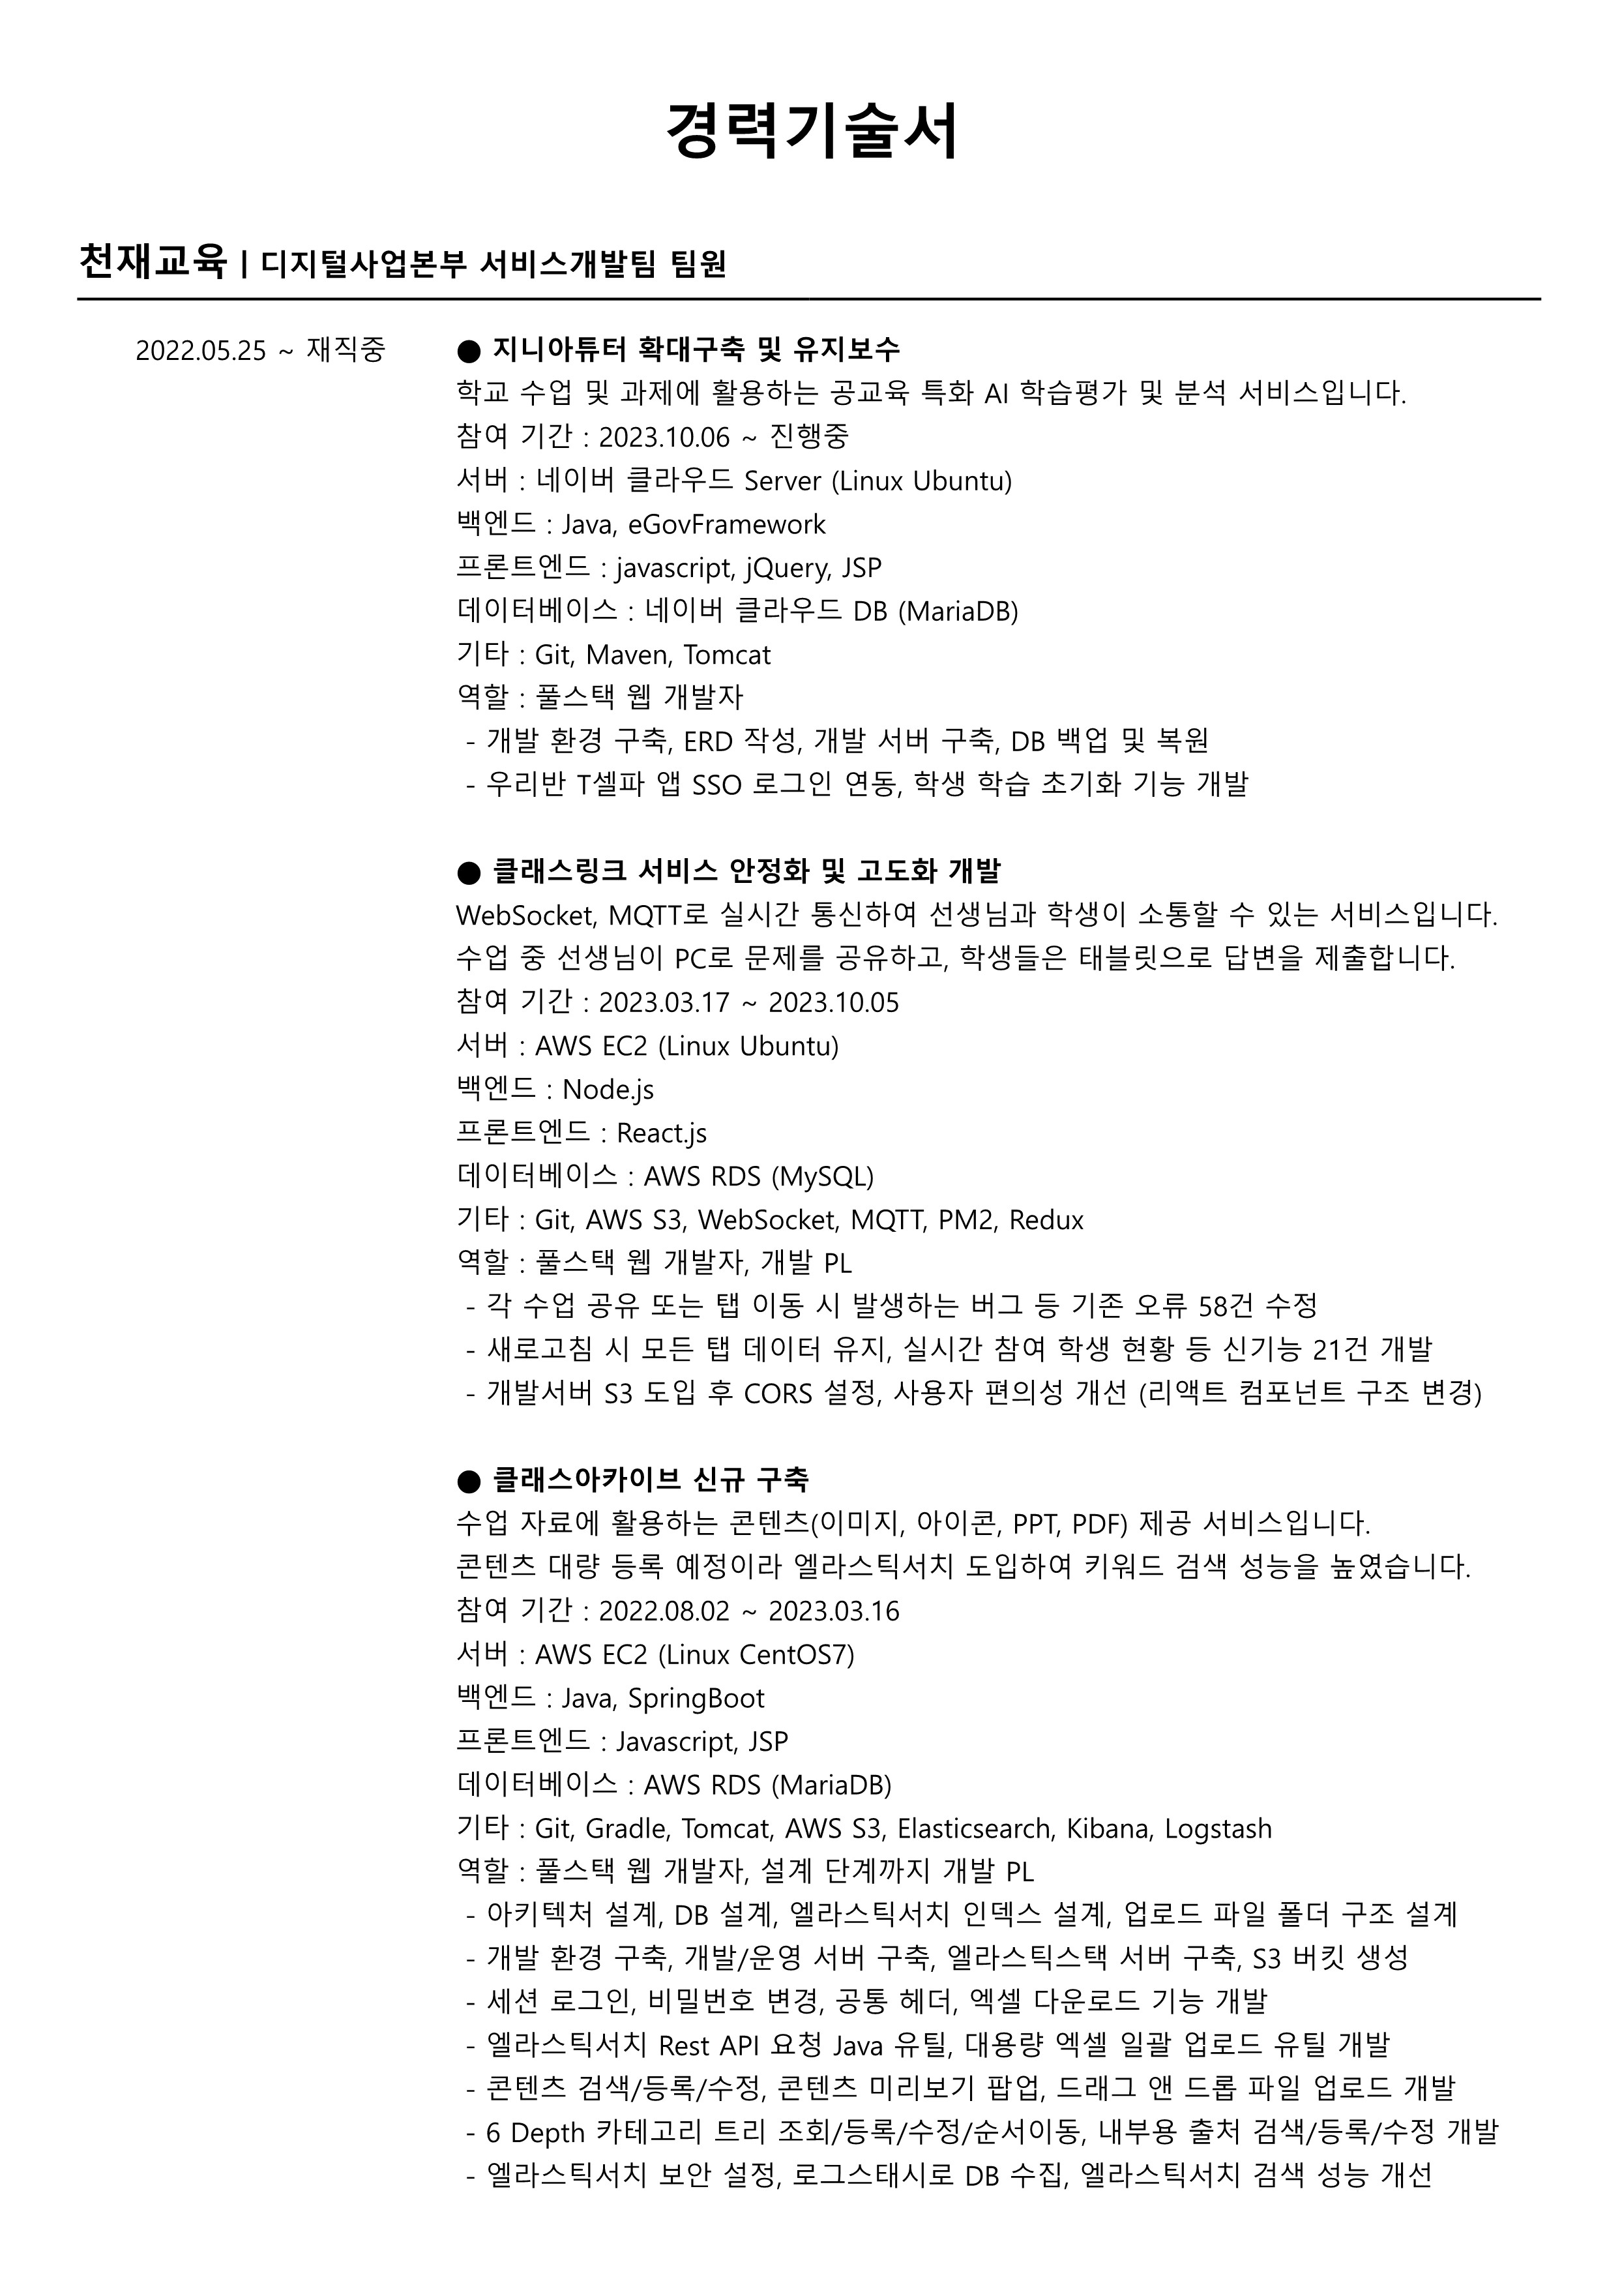 경력기술서
천재교육 | 디지털사업본부 서비스개발팀 팀원
2022.05.25 ~ 재직중
● 지니아튜터 확대구축 및 유지보수
학교 수업 및 과제에 활용하는 공교육 특화 AI 학습평가 및 분석 서비스입니다.
참여 기간 : 2023.10.06 ~ 진행중
서버 : 네이버 클라우드 Server (Linux Ubuntu)
백엔드 : Java, eGovFramework
프론트엔드 : javascript, jQuery, JSP
데이터베이스 : 네이버 클라우드 DB (MariaDB)
기타 : Git, Maven, Tomcat
역할 : 풀스택 웹 개발자
- 개발 환경 구축, ERD 작성, 개발 서버 구축, DB 백업 및 복원
- 우리반 T셀파 앱 SSO 로그인 연동, 학생 학습 초기화 기능 개발
● 클래스링크 서비스 안정화 및 고도화 개발
WebSocket, MQTT로 실시간 통신하여 선생님과 학생이 소통할 수 있는 서비스입니다.
수업 중 선생님이 PC로 문제를 공유하고, 학생들은 태블릿으로 답변을 제출합니다.
참여 기간 : 2023.03.17 ~ 2023.10.05
서버 : AWS EC2 (Linux Ubuntu)
백엔드 : Node.js
프론트엔드 : React.js
데이터베이스 : AWS RDS (MySQL)
기타 : Git, AWS S3, WebSocket, MQTT, PM2, Redux
역할 : 풀스택 웹 개발자, 개발 PL
- 각 수업 공유 또는 탭 이동 시 발생하는 버그 등 기존 오류 58건 수정
- 새로고침 시 모든 탭 데이터 유지, 실시간 참여 학생 현황 등 신기능 21건 개발
- 개발서버 S3 도입 후 CORS 설정, 사용자 편의성 개선 (리액트 컴포넌트 구조 변경)
● 클래스아카이브 신규 구축
수업 자료에 활용하는 콘텐츠(이미지, 아이콘, PPT, PDF) 제공 서비스입니다.
콘텐츠 대량 등록 예정이라 엘라스틱서치 도입하여 키워드 검색 성능을 높였습니다.
참여 기간 : 2022.08.02 ~ 2023.03.16
서버 : AWS EC2 (Linux CentOS7)
백엔드 : Java, SpringBoot
프론트엔드 : Javascript, JSP
데이터베이스 : AWS RDS (MariaDB)
기타 : Git, Gradle, Tomcat, AWS S3, Elasticsearch, Kibana, Logstash
역할 : 풀스택 웹 개발자, 설계 단계까지 개발 PL
- 아키텍처 설계, DB 설계, 엘라스틱서치 인덱스 설계, 업로드 파일 폴더 구조 설계
- 개발 환경 구축, 개발/운영 서버 구축, 엘라스틱스택 서버 구축, S3 버킷 생성
- 세션 로그인, 비밀번호 변경, 공통 헤더, 엑셀 다운로드 기능 개발
- 엘라스틱서치 Rest API 요청 Java 유틸, 대용량 엑셀 일괄 업로드 유틸 개발
- 콘텐츠 검색/등록/수정, 콘텐츠 미리보기 팝업, 드래그 앤 드롭 파일 업로드 개발
- 6 Depth 카테고리 트리 조회/등록/수정/순서이동, 내부용 출처 검색/등록/수정 개발
- 엘라스틱서치 보안 설정, 로그스태시로 DB 수집, 엘라스틱서치 검색 성능 개선